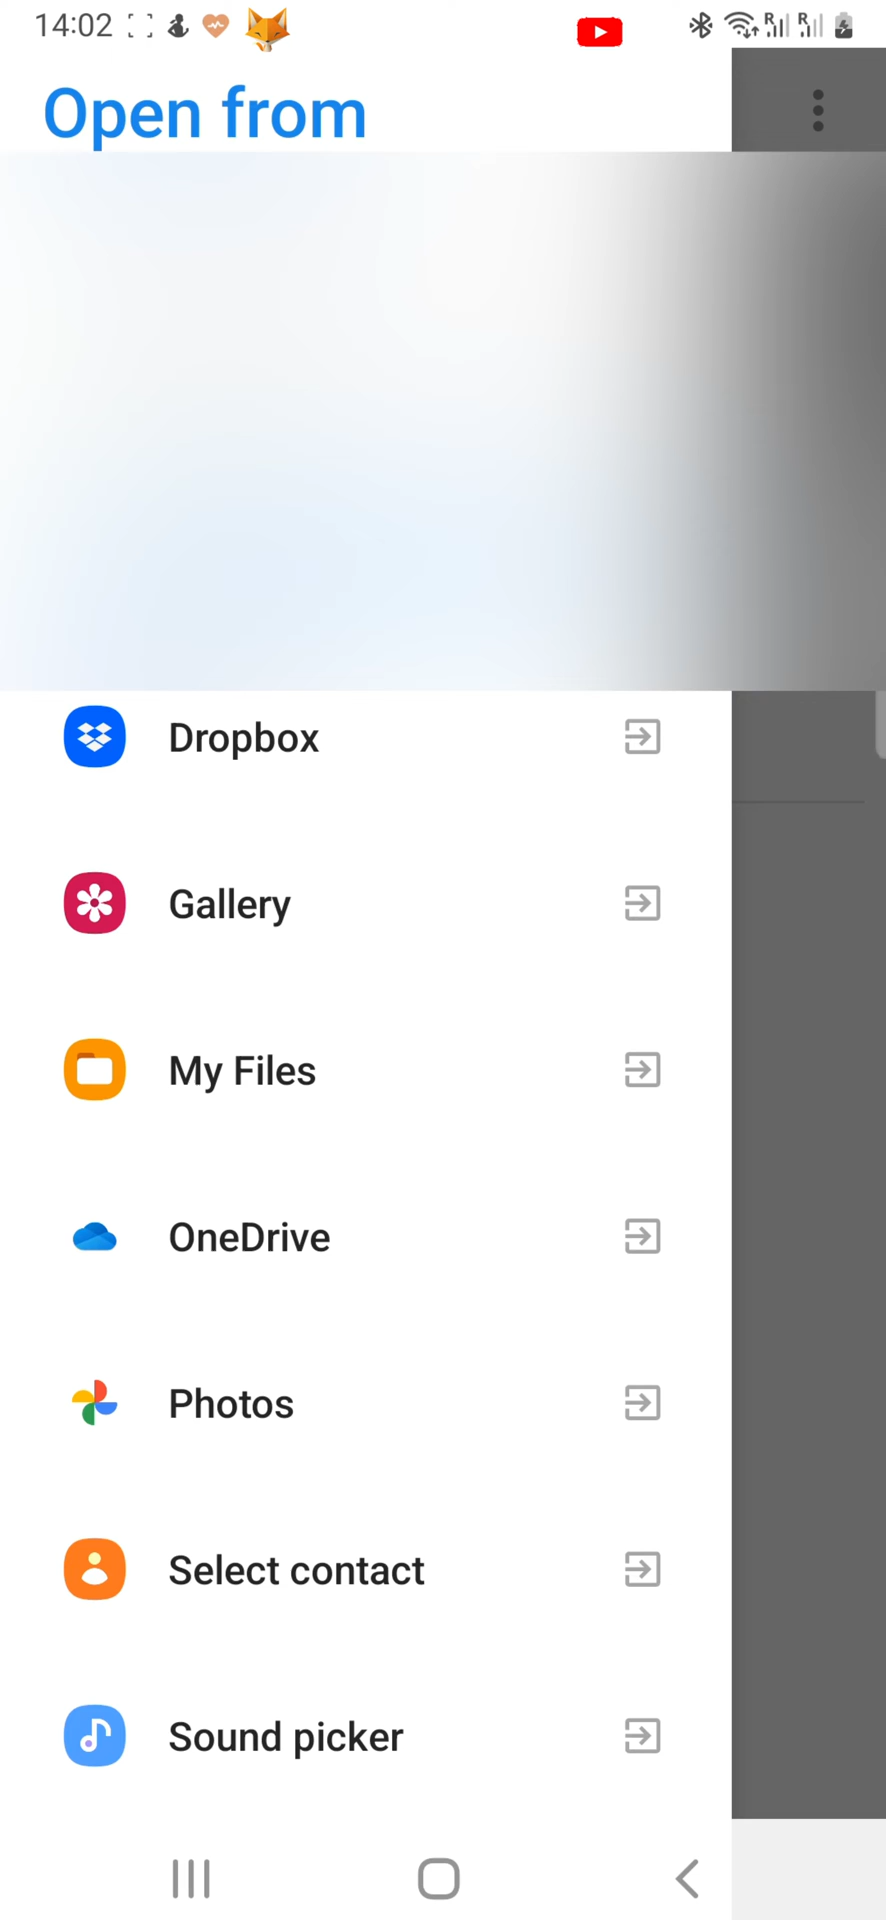 14:02
Open from
Dropbox
Gallery
My Files
OneDrive
Photos
Select contact
Sound picker